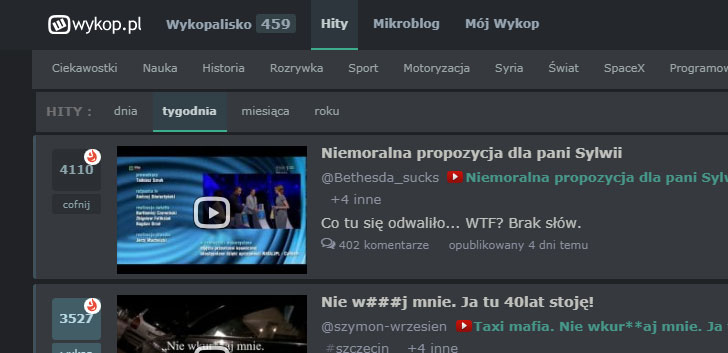 wykop.pl Wykopalisko 459 Hity Mikroblog Mój Wykop
Ciekawostki Nauka Historia Rozrywka Sport Motoryzacja Syria Świat SpaceX Programow
HITY : dnia tygodnia miesiąca roku
4110
cofnij
Niemoralna propozycja dla pani Sylwii
@Bethesda_sucks Niemoralna propozycja dla pani Sylw
+4 inne
Co tu się odwaliło... WTF? Brak słów.
402 komentarze opublikowany 4 dni temu
3527
Nie w###j mnie. Ja tu 40lat stoję!
@szymon-wrzesien Taxi mafia. Nie wkur**aj mnie. Ja
#szczecin +4 inne
„Nie wkur**aj mnie.